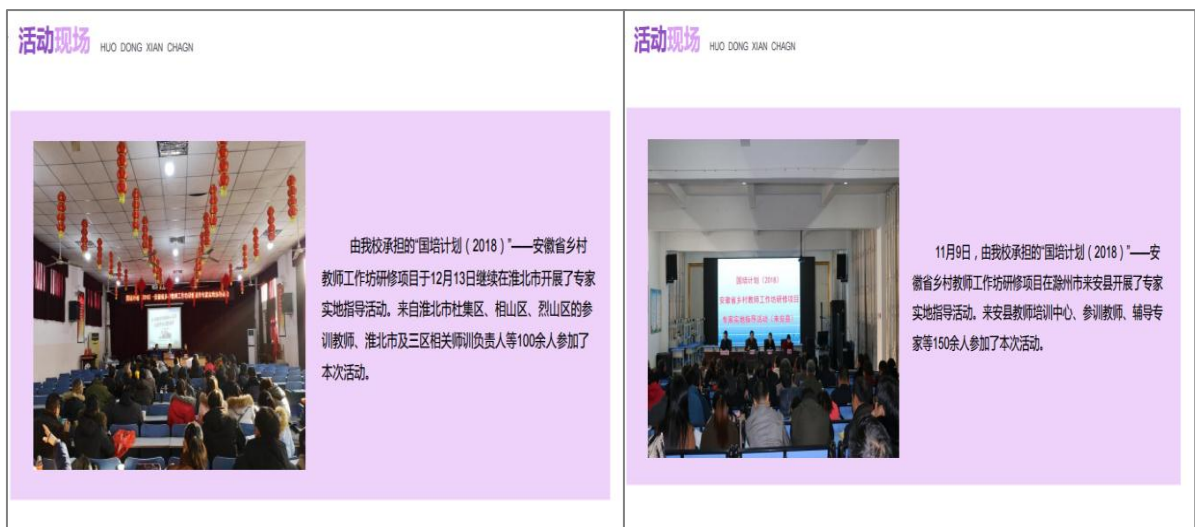 活动现场 HUO DONG XIAN CHAGN
由我校承担的“国培计划（2018）”——安徽省乡村
教师工作坊研修项目于12月13日继续在淮北市开展了专家
实地指导活动。来自淮北市杜集区、相山区、烈山区的参
训教师、淮北市及三区相关师训负责人等100余人参加了
本次活动。
活动现场 HUO DONG XIAN CHAGN
国培计划（2018）
安徽省乡村教师工作坊研修项目
专家实地指导活动（来安县）
11月9日，由我校承担的“国培计划（2018）”——安
徽省乡村教师工作坊研修项目在滁州市来安县开展了专家
实地指导活动。来安县教师培训中心、参训教师、辅导专
家等150余人参加了本次活动。